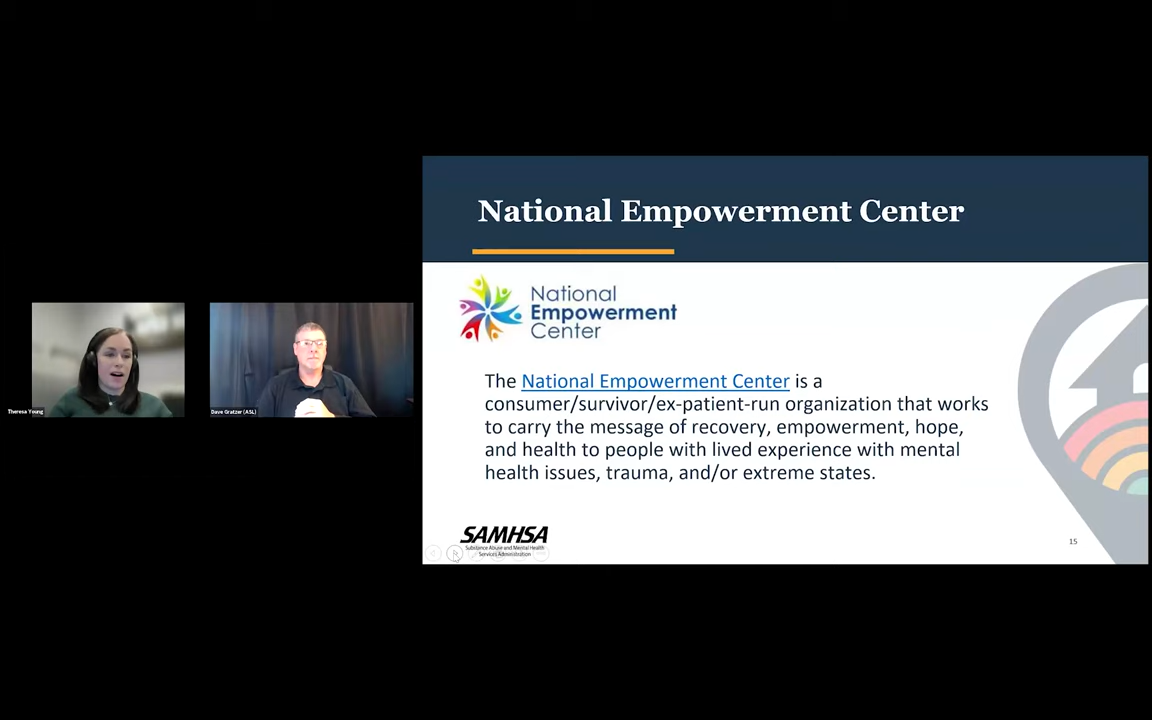 National Empowerment Center
National
Empowerment
Center
The National Empowerment Center is a
consumer/survivor/ex-patient-run organization that works
to carry the message of recovery, empowerment, hope,
and health to people with lived experience with mental
health issues, trauma, and/or extreme states.
SAMHSA
Substance Abuse and Mental Health
Services Administration
15
Theresa Young
Dave Gratzer (ASL)